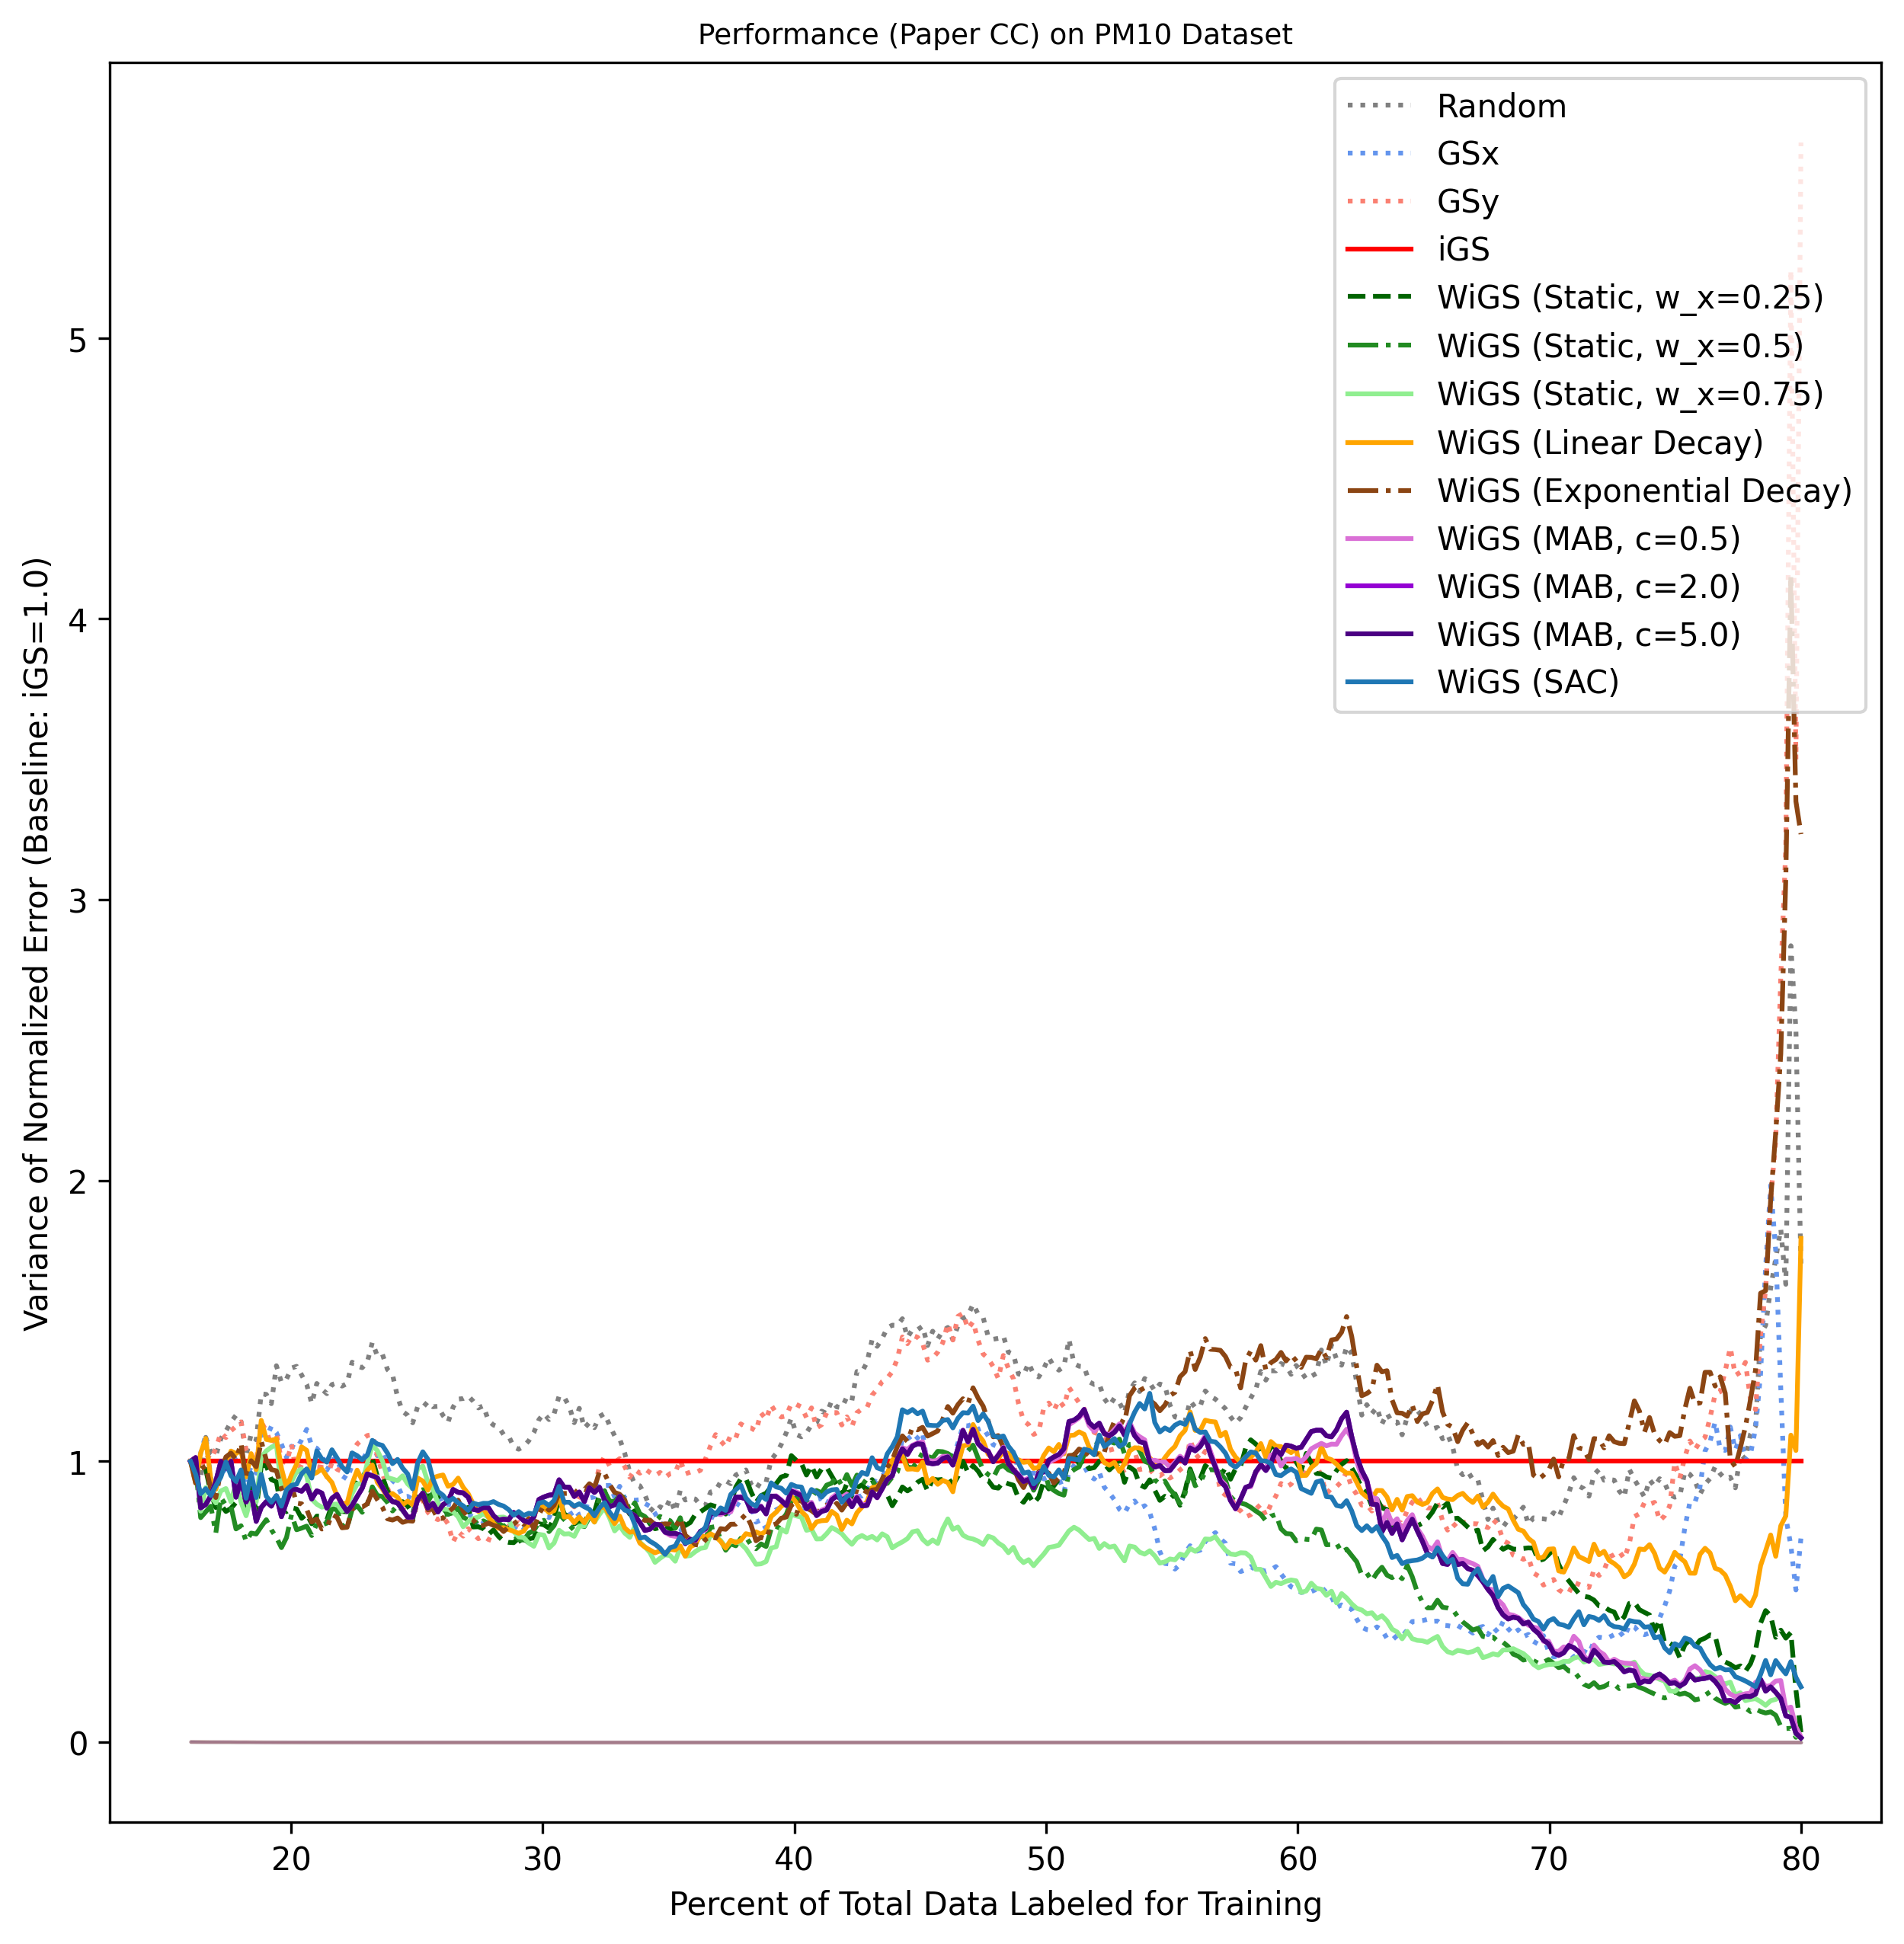 Performance (Paper CC) on PM10 Dataset
Random
GSx
GSy
iGS
WiGS (Static, w_x=0.25)
WiGS (Static, w_x=0.5)
WiGS (Static, w_x=0.75)
WiGS (Linear Decay)
WiGS (Exponential Decay)
WiGS (MAB, c=0.5)
WiGS (MAB, c=2.0)
WiGS (MAB, c=5.0)
WiGS (SAC)
Variance of Normalized Error (Baseline: iGS=1.0)
5
4
3
2
1
0
20 30 40 50 60 70 80
Percent of Total Data Labeled for Training